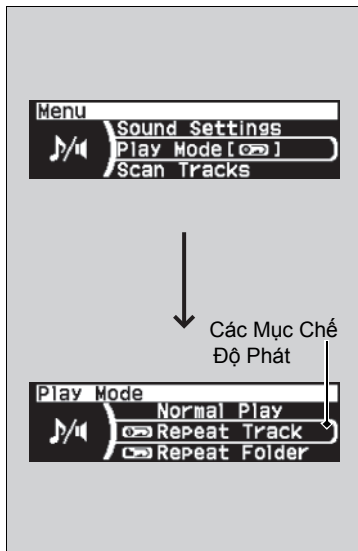 Menu
Sound Settings
Play Mode[ ]
Scan Tracks
Các Mục Chế
Độ Phát
Play Mode
Normal Play
Repeat Track
Repeat Folder